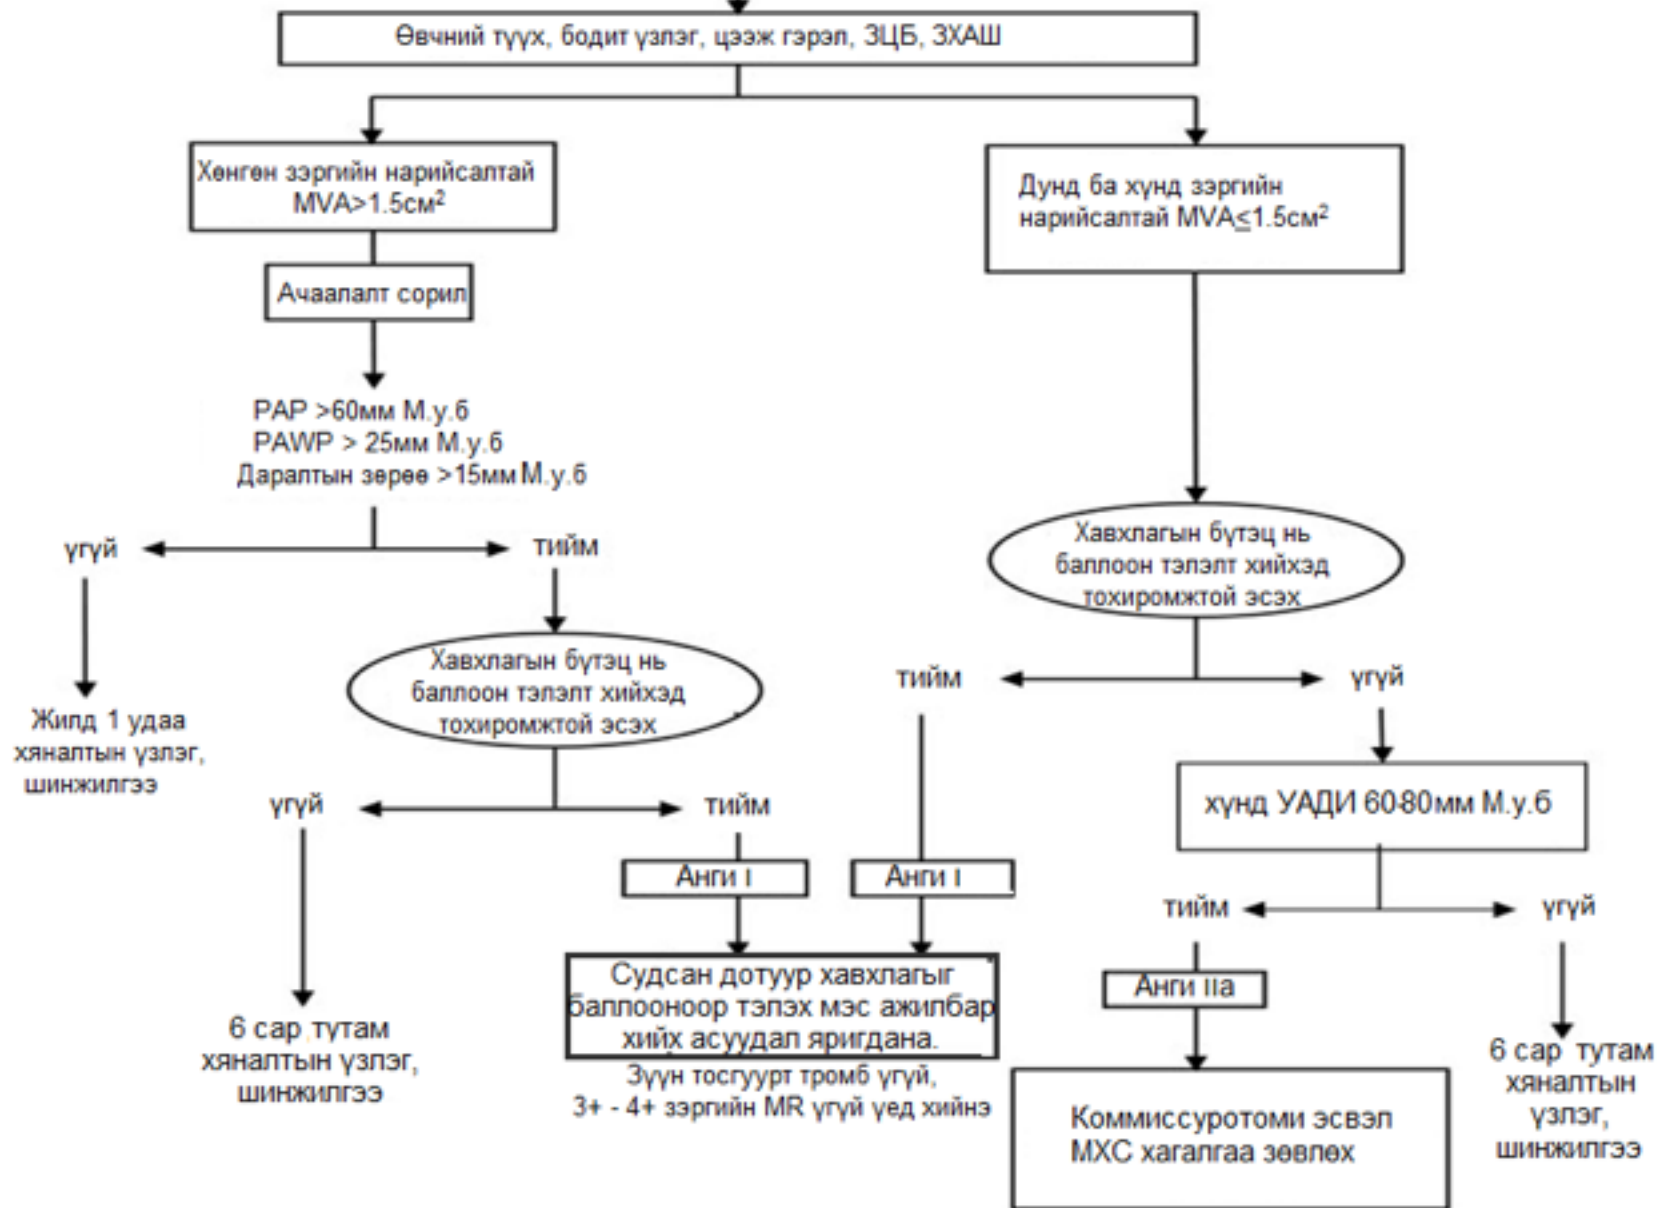 Өвчний түүх, бодит үзлэг, цээж гэрэл, ЗЦБ, ЗХАШ
Хөнгөн зэргийн нарийсалтай
MVA>1.5см²
Дунд ба хүнд зэргийн
нарийсалтай MVA≤1.5см²
Ачаалалт сорил
PAP >60мм М.у.б
PAWP > 25мм М.у.б
Даралтын зөрөө >15мм М.у.б
үгүй
тийм
Хавхлагын бүтэц нь
баллоон тэлэлт хийхэд
тохиромжтой эсэх
Жилд 1 удаа
хяналтын үзлэг,
шинжилгээ
Хавхлагын бүтэц нь
баллоон тэлэлт хийхэд
тохиромжтой эсэх
тийм
үгүй
үгүй
тийм
хүнд УАДИ 60-80мм М.у.б
Анги I
Анги I
тийм
үгүй
6 сар тутам
хяналтын үзлэг,
шинжилгээ
Судсан дотуур хавхлагыг
баллооноор тэлэх мэс ажилбар
хийх асуудал яригдана.
Зүүн тосгуурт тромб үгүй,
3+ - 4+ зэргийн MR үгүй үед хийнэ
Анги IIa
Коммиссуротоми эсвэл
МХС хагалгаа зөвлөх
6 сар тутам
хяналтын
үзлэг,
шинжилгээ